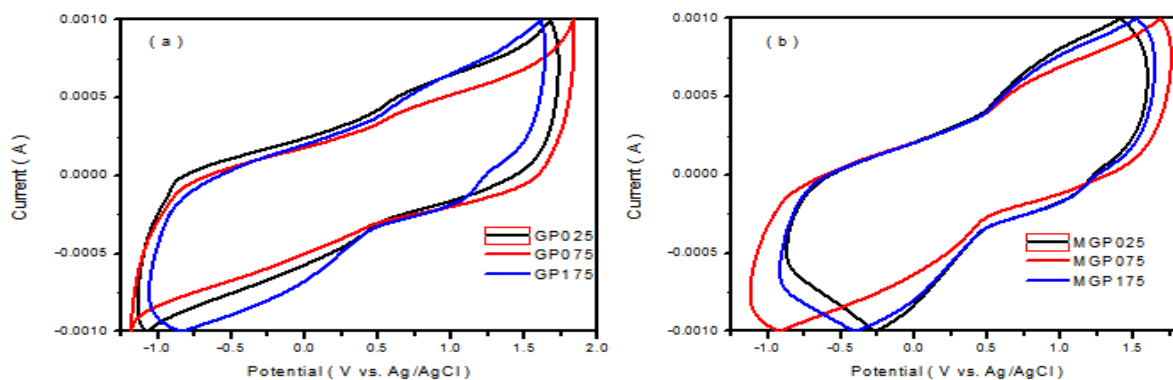 ( a )
0.0010
0.0005
0.0000
-0.0005
-0.0010
Current ( A )
GP025
GP075
GP175
-1.0 -0.5 0.0 0.5 1.0 1.5 2.0
Potential ( V vs. Ag/AgCl )
( b )
0.0010
0.0005
0.0000
-0.0005
-0.0010
Current ( A )
MGP025
MGP075
MGP175
-1.0 -0.5 0.0 0.5 1.0 1.5
Potential ( V vs. Ag/AgCl )